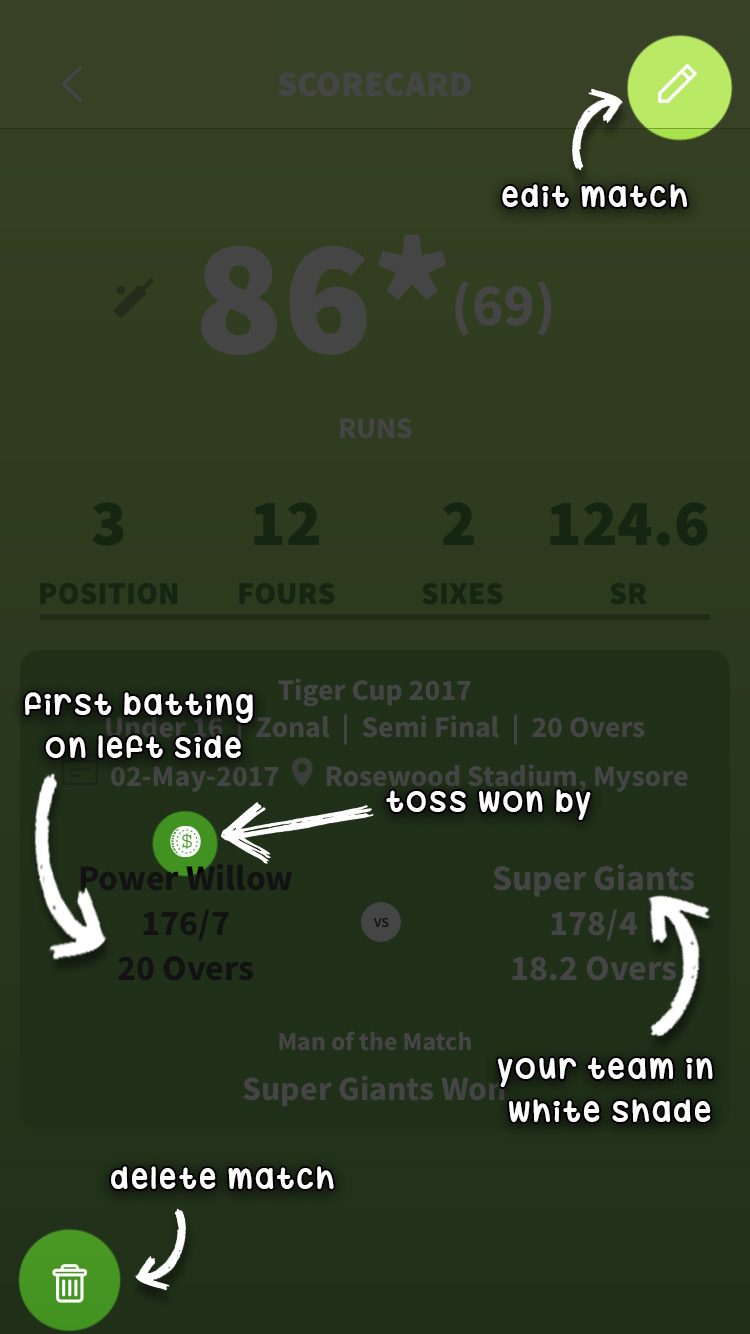 SCORECARD
edit match
86*(69)
RUNS
3 12 2 124.6
POSITION FOURS SIXES SR
Tiger Cup 2017
first batting
on left side
Under 16 | Zonal | Semi Final | 20 Overs
02-May-2017 Rosewood Stadium, Mysore
toss won by
$
Power Willow
176/7
20 Overs
vs
Super Giants
178/4
18.2 Overs
Man of the Match
Super Giants Won
your team in
white shade
delete match